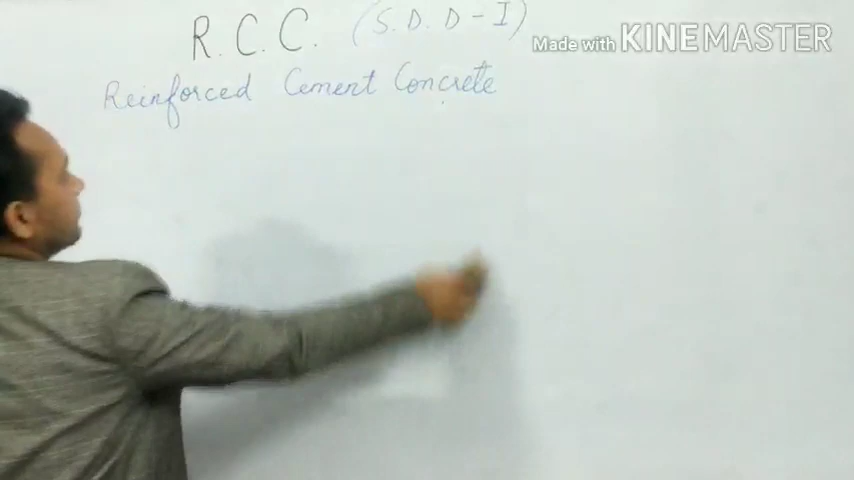 R.C.C. (S.D.D-I)
Made with KINEMASTER
Reinforced Cement Concrete